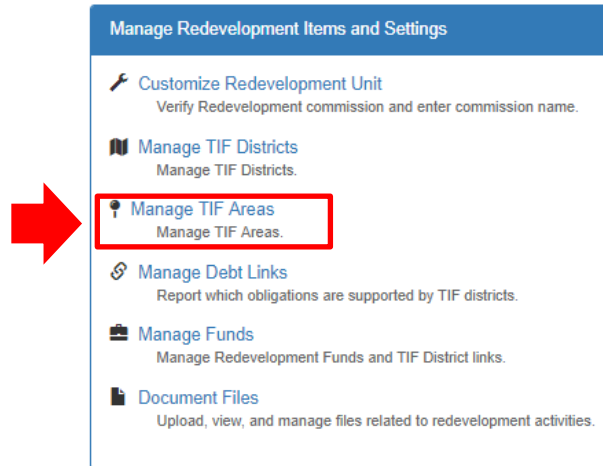 Manage Redevelopment Items and Settings
Customize Redevelopment Unit
Verify Redevelopment commission and enter commission name.
Manage TIF Districts
Manage TIF Districts.
Manage TIF Areas
Manage TIF Areas.
Manage Debt Links
Report which obligations are supported by TIF districts.
Manage Funds
Manage Redevelopment Funds and TIF District links.
Document Files
Upload, view, and manage files related to redevelopment activities.